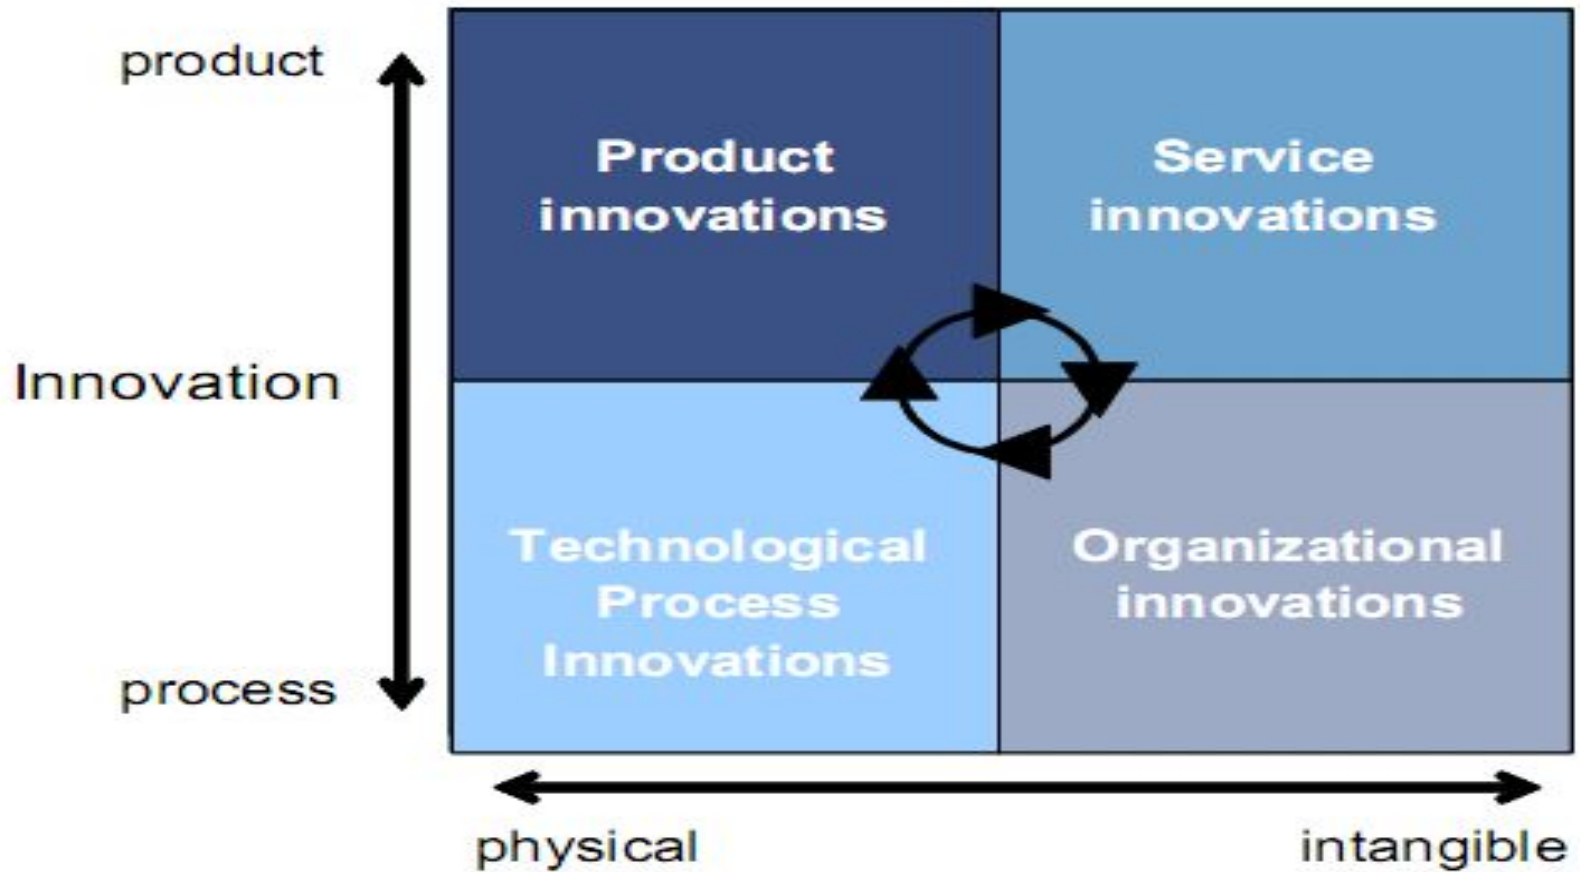 product
Product
innovations
Service
innovations
Innovation
Technological
Process
Innovations
Organizational
innovations
process
physical
intangible